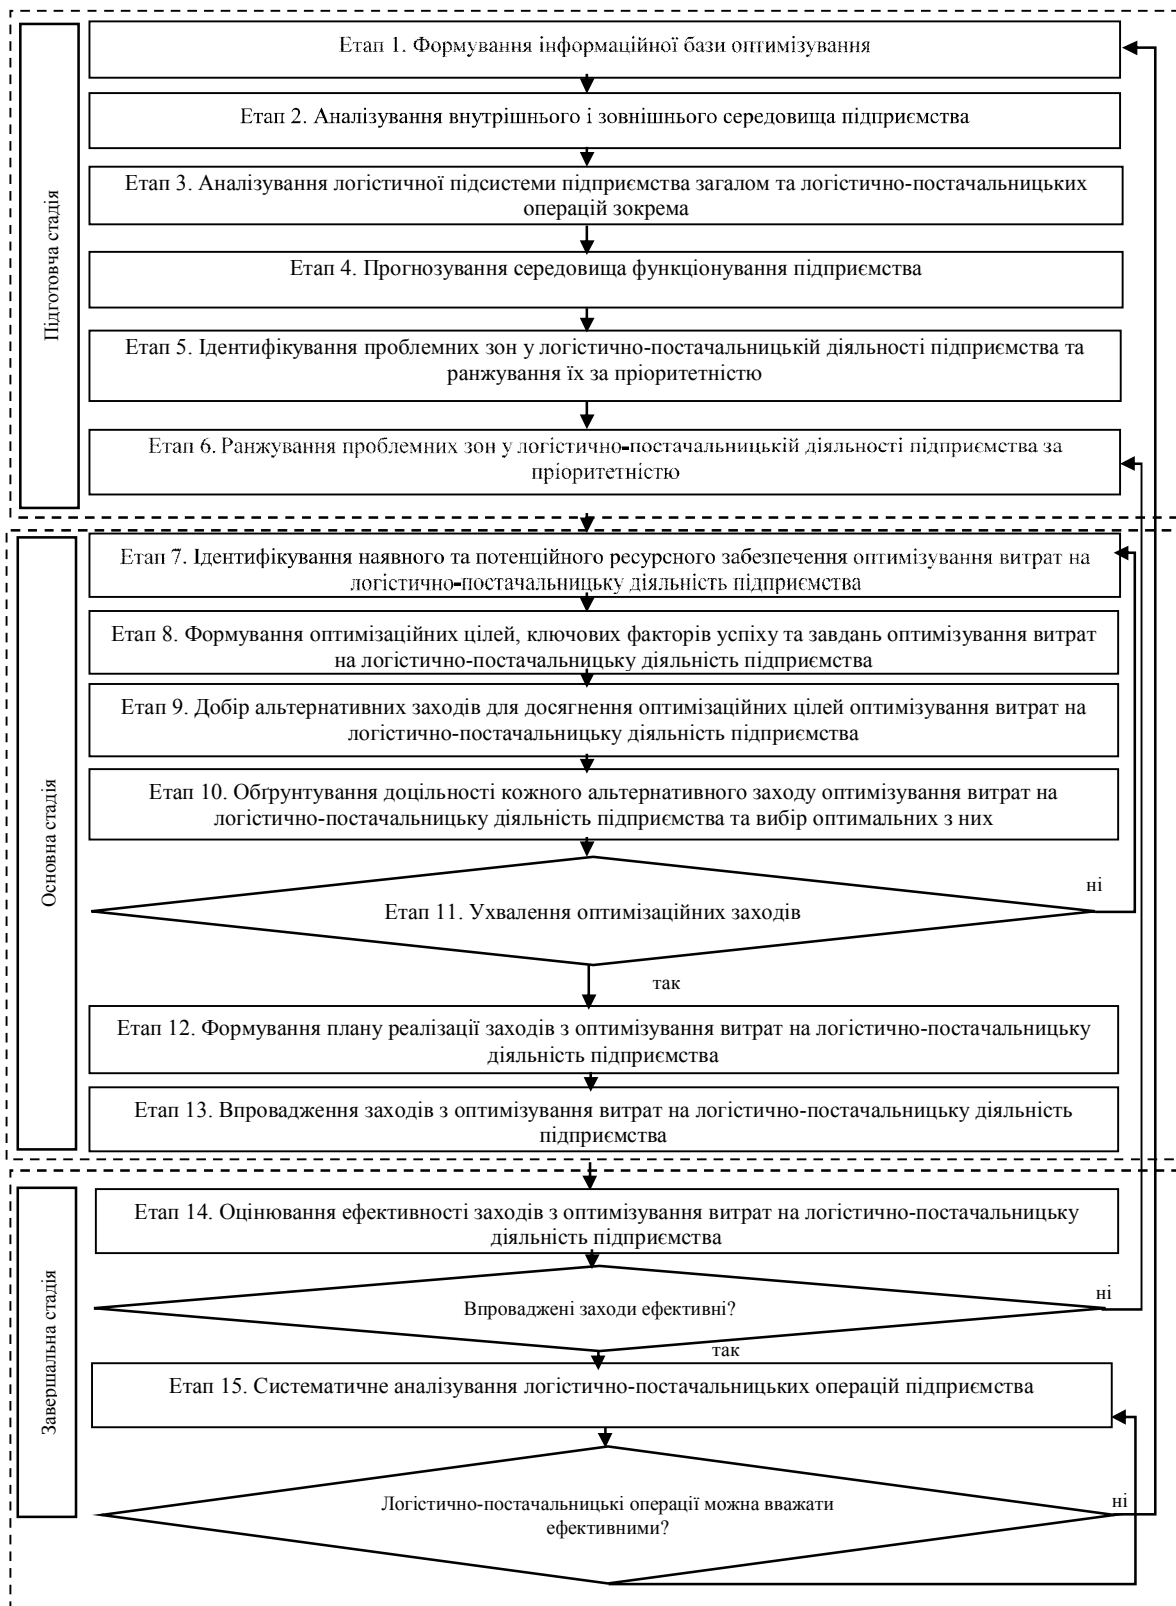 Підготовча стадія
Етап 1. Формування інформаційної бази оптимізування
Етап 2. Аналізування внутрішнього і зовнішнього середовища підприємства
Етап 3. Аналізування логістичної підсистеми підприємства загалом та логістично-постачальницьких
операцій зокрема
Етап 4. Прогнозування середовища функціонування підприємства
Етап 5. Ідентифікування проблемних зон у логістично-постачальницькій діяльності підприємства та
ранжування їх за пріоритетністю
Етап 6. Ранжування проблемних зон у логістично-постачальницькій діяльності підприємства за
пріоритетністю
Основна стадія
Етап 7. Ідентифікування наявного та потенційного ресурсного забезпечення оптимізування витрат на
логістично-постачальницьку діяльність підприємства
Етап 8. Формування оптимізаційних цілей, ключових факторів успіху та завдань оптимізування витрат
на логістично-постачальницьку діяльність підприємства
Етап 9. Добір альтернативних заходів для досягнення оптимізаційних цілей оптимізування витрат на
логістично-постачальницьку діяльність підприємства
Етап 10. Обґрунтування доцільності кожного альтернативного заходу оптимізування витрат на
логістично-постачальницьку діяльність підприємства та вибір оптимальних з них
ні
Етап 11. Ухвалення оптимізаційних заходів
так
Етап 12. Формування плану реалізації заходів з оптимізування витрат на логістично-постачальницьку
діяльність підприємства
Етап 13. Впровадження заходів з оптимізування витрат на логістично-постачальницьку діяльність
підприємства
Завершальна стадія
Етап 14. Оцінювання ефективності заходів з оптимізування витрат на логістично-постачальницьку
діяльність підприємства
ні
Впроваджені заходи ефективні?
так
Етап 15. Систематичне аналізування логістично-постачальницьких операцій підприємства
Логістично-постачальницькі операції можна вважати
ефективними?
ні